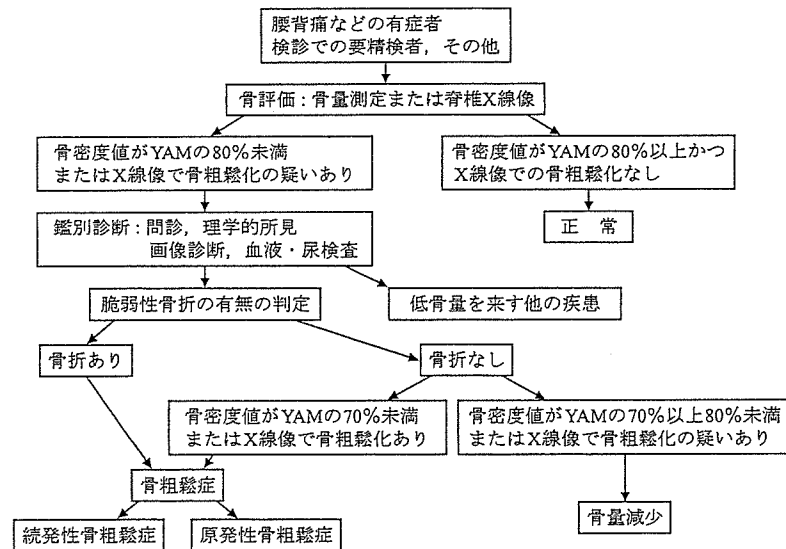 腰背痛などの有症者
検診での要精検者，その他
骨評価：骨量測定または脊椎X線像
骨密度値がYAMの80％未満
またはX線像で骨粗鬆化の疑いあり
骨密度値がYAMの80％以上かつ
X線像での骨粗鬆化なし
鑑別診断：問診，理学的所見
画像診断，血液・尿検査
正　常
脆弱性骨折の有無の判定
低骨量を来す他の疾患
骨折あり
骨折なし
骨密度値がYAMの70％未満
またはX線像で骨粗鬆化あり
骨密度値がYAMの70％以上80％未満
またはX線像で骨粗鬆化の疑いあり
骨粗鬆症
骨量減少
続発性骨粗鬆症
原発性骨粗鬆症